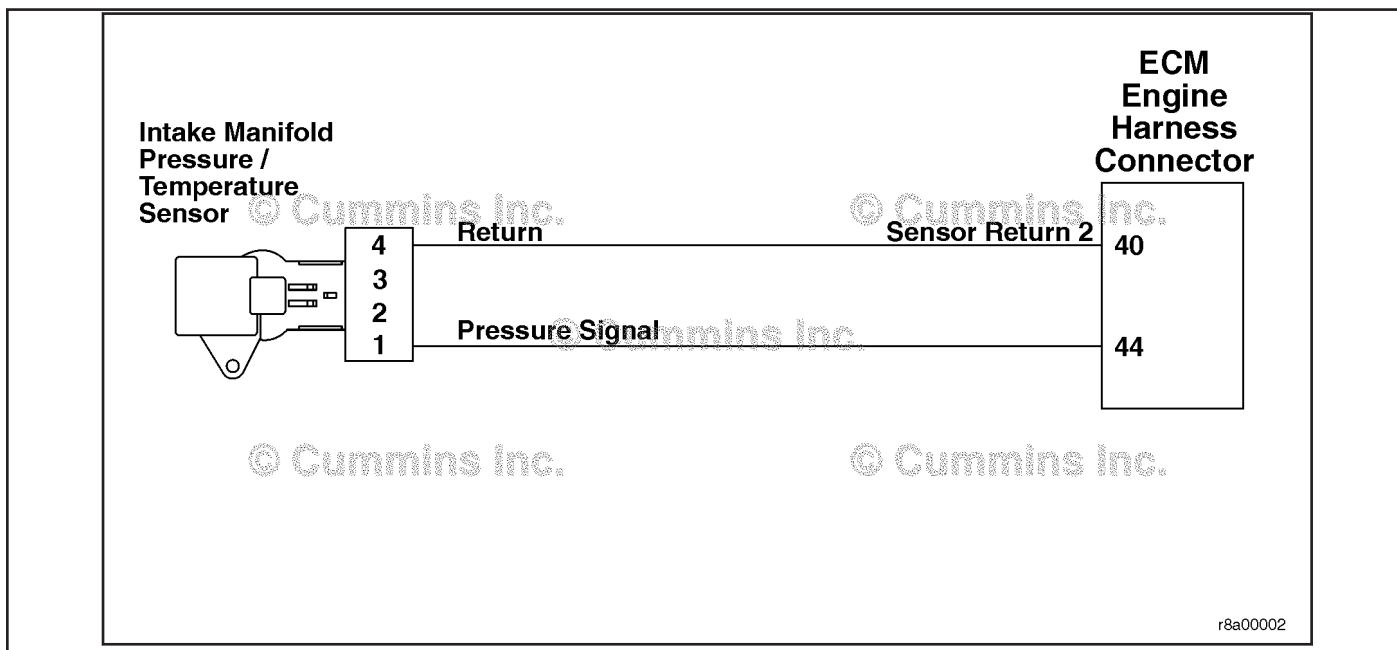 ECM
Engine
Harness
Connector
Intake Manifold
Pressure /
Temperature
Sensor
© Cummins Inc.
© Cummins Inc.
4
Return
Sensor Return 2
40
3
2
1
Pressure Signal
© Cummins Inc.
44
© Cummins Inc.
© Cummins Inc.
r8a00002